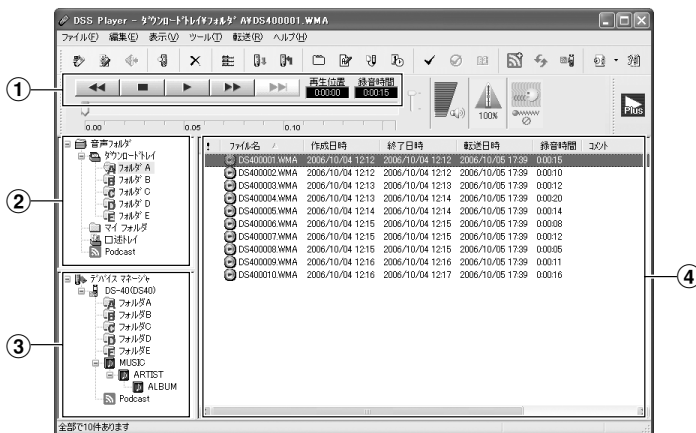 DSS Player - ﾀﾞｳﾝﾛｰﾄﾞﾄﾚｲ¥ﾌｫﾙﾀﾞ A¥DS400001.WMA
ファイル(F) 編集(E) 表示(V) ツール(T) 転送(R) ヘルプ(H)
①
再生位置 録音時間
0:00:00 0:00:15
100%
Plus
0.00 0.05 0.10
②
音声フォルダ
ダウンロードトレイ
フォルダ A
フォルダ B
フォルダ C
フォルダ D
フォルダ E
マイ フォルダ
口述トレイ
Podcast
③
デバイス マネージャ
DS-40(DS40)
フォルダA
フォルダB
フォルダC
フォルダD
フォルダE
MUSIC
ARTIST
ALBUM
Podcast
④
! ファイル名 / 作成日時 終了日時 転送日時 録音時間 コメント
DS400001.WMA 2006/10/04 12:12 2006/10/04 12:12 2006/10/05 17:39 0:00:15
DS400002.WMA 2006/10/04 12:12 2006/10/04 12:12 2006/10/05 17:39 0:00:10
DS400003.WMA 2006/10/04 12:13 2006/10/04 12:13 2006/10/05 17:39 0:00:12
DS400004.WMA 2006/10/04 12:13 2006/10/04 12:14 2006/10/05 17:39 0:00:20
DS400005.WMA 2006/10/04 12:14 2006/10/04 12:14 2006/10/05 17:39 0:00:14
DS400006.WMA 2006/10/04 12:15 2006/10/04 12:15 2006/10/05 17:39 0:00:08
DS400007.WMA 2006/10/04 12:15 2006/10/04 12:15 2006/10/05 17:39 0:00:12
DS400008.WMA 2006/10/04 12:15 2006/10/04 12:15 2006/10/05 17:39 0:00:05
DS400009.WMA 2006/10/04 12:16 2006/10/04 12:16 2006/10/05 17:39 0:00:11
DS400010.WMA 2006/10/04 12:16 2006/10/04 12:17 2006/10/05 17:39 0:00:16
全部で10件あります